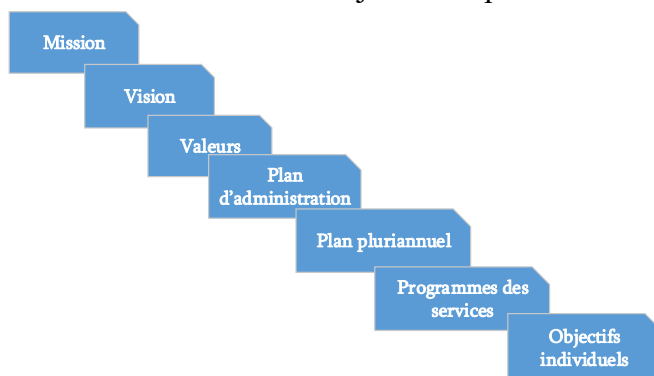 Mission
Vision
Valeurs
Plan
d'administration
Plan pluriannuel
Programmes des
services
Objectifs
individuels